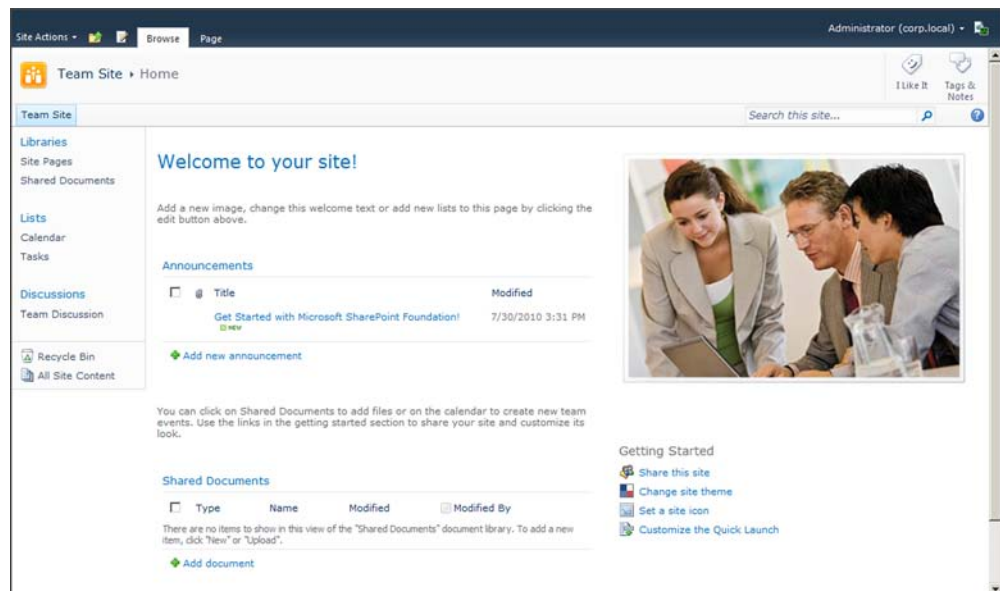 Administrator (corp.local)
Site Actions
Browse
Page
Team Site ▸ Home
I Like It
Tags &
Notes
Team Site
Search this site...
Libraries
Site Pages
Shared Documents
Lists
Calendar
Tasks
Discussions
Team Discussion
Recycle Bin
All Site Content
Welcome to your site!
Add a new image, change this welcome text or add new lists to this page by clicking the
edit button above.
Announcements
Title Modified
Get Started with Microsoft SharePoint Foundation! 7/30/2010 3:31 PM
NEW
Add new announcement
You can click on Shared Documents to add files or on the calendar to create new team
events. Use the links in the getting started section to share your site and customize its
look.
Shared Documents
Type Name Modified Modified By
There are no items to show in this view of the "Shared Documents" document library. To add a new
item, click "New" or "Upload".
Add document
Getting Started
Share this site
Change site theme
Set a site icon
Customize the Quick Launch